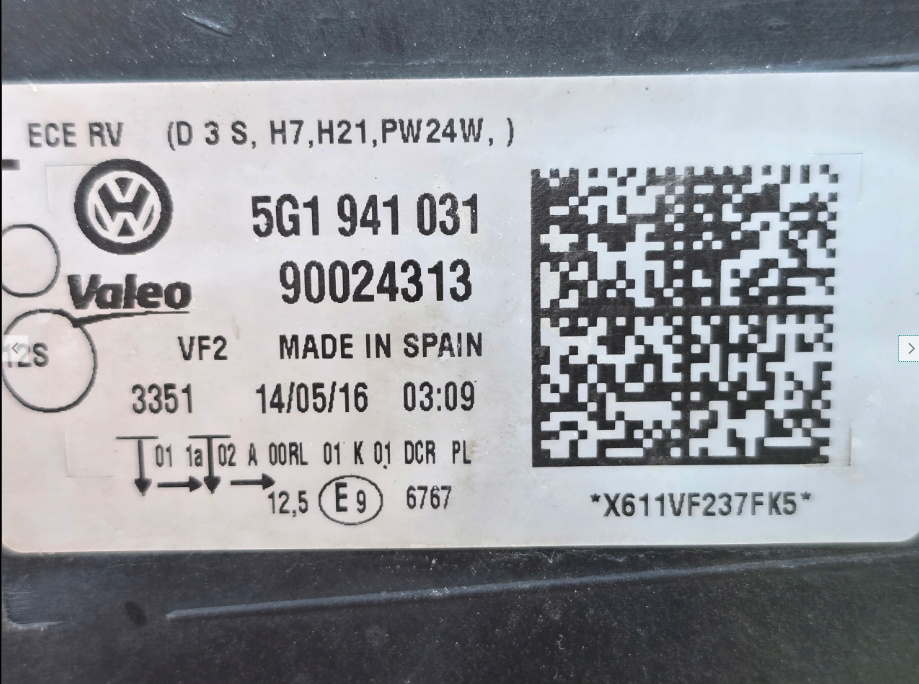 ECE RV (D 3 S, H7,H21,PW24W, )
5G1 941 031
90024313
Valeo
12S
VF2 MADE IN SPAIN
3351 14/05/16 03:09
01 1a 02 A 00RL 01 K 01 DCR PL
12,5 E9 6767
*X611VF237FK5*